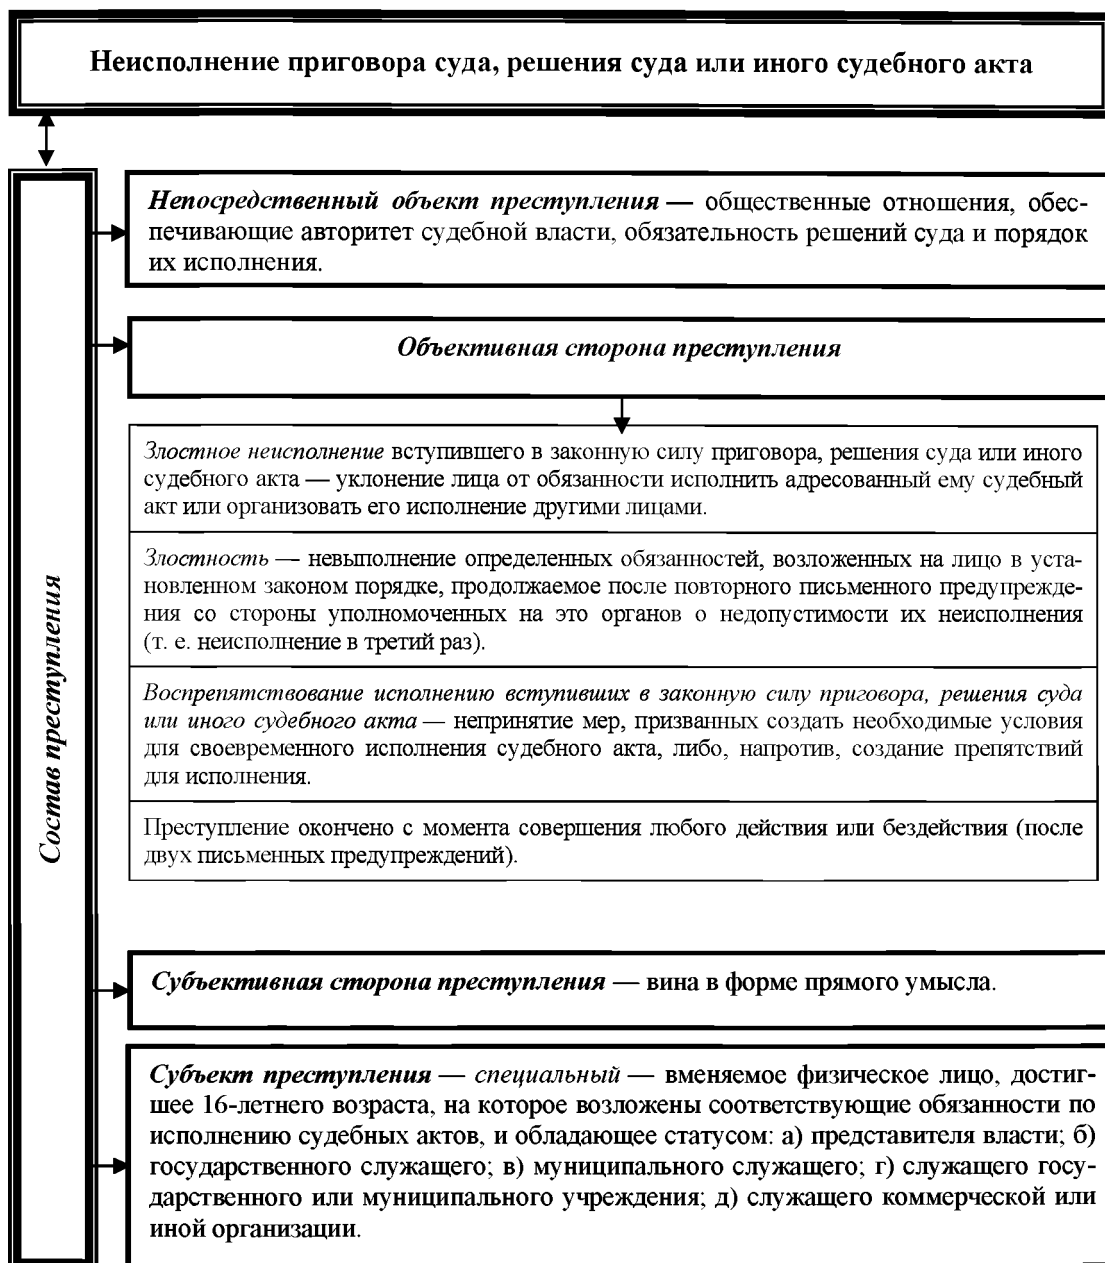 Неисполнение приговора суда, решения суда или иного судебного акта
Состав преступления
Непосредственный объект преступления — общественные отношения, обес-
печивающие авторитет судебной власти, обязательность решений суда и порядок
их исполнения.
Объективная сторона преступления
Злостное неисполнение вступившего в законную силу приговора, решения суда или иного
судебного акта — уклонение лица от обязанности исполнить адресованный ему судебный
акт или организовать его исполнение другими лицами.
Злостность — невыполнение определенных обязанностей, возложенных на лицо в уста-
новленном законом порядке, продолжаемое после повторного письменного предупрежде-
ния со стороны уполномоченных на это органов о недопустимости их неисполнения
(т. е. неисполнение в третий раз).
Воспрепятствование исполнению вступивших в законную силу приговора, решения суда
или иного судебного акта — непринятие мер, призванных создать необходимые условия
для своевременного исполнения судебного акта, либо, напротив, создание препятствий
для исполнения.
Преступление окончено с момента совершения любого действия или бездействия (после
двух письменных предупреждений).
Субъективная сторона преступления — вина в форме прямого умысла.
Субъект преступления — специальный — вменяемое физическое лицо, достиг-
шее 16-летнего возраста, на которое возложены соответствующие обязанности по
исполнению судебных актов, и обладающее статусом: а) представителя власти; б)
государственного служащего; в) муниципального служащего; г) служащего госу-
дарственного или муниципального учреждения; д) служащего коммерческой или
иной организации.